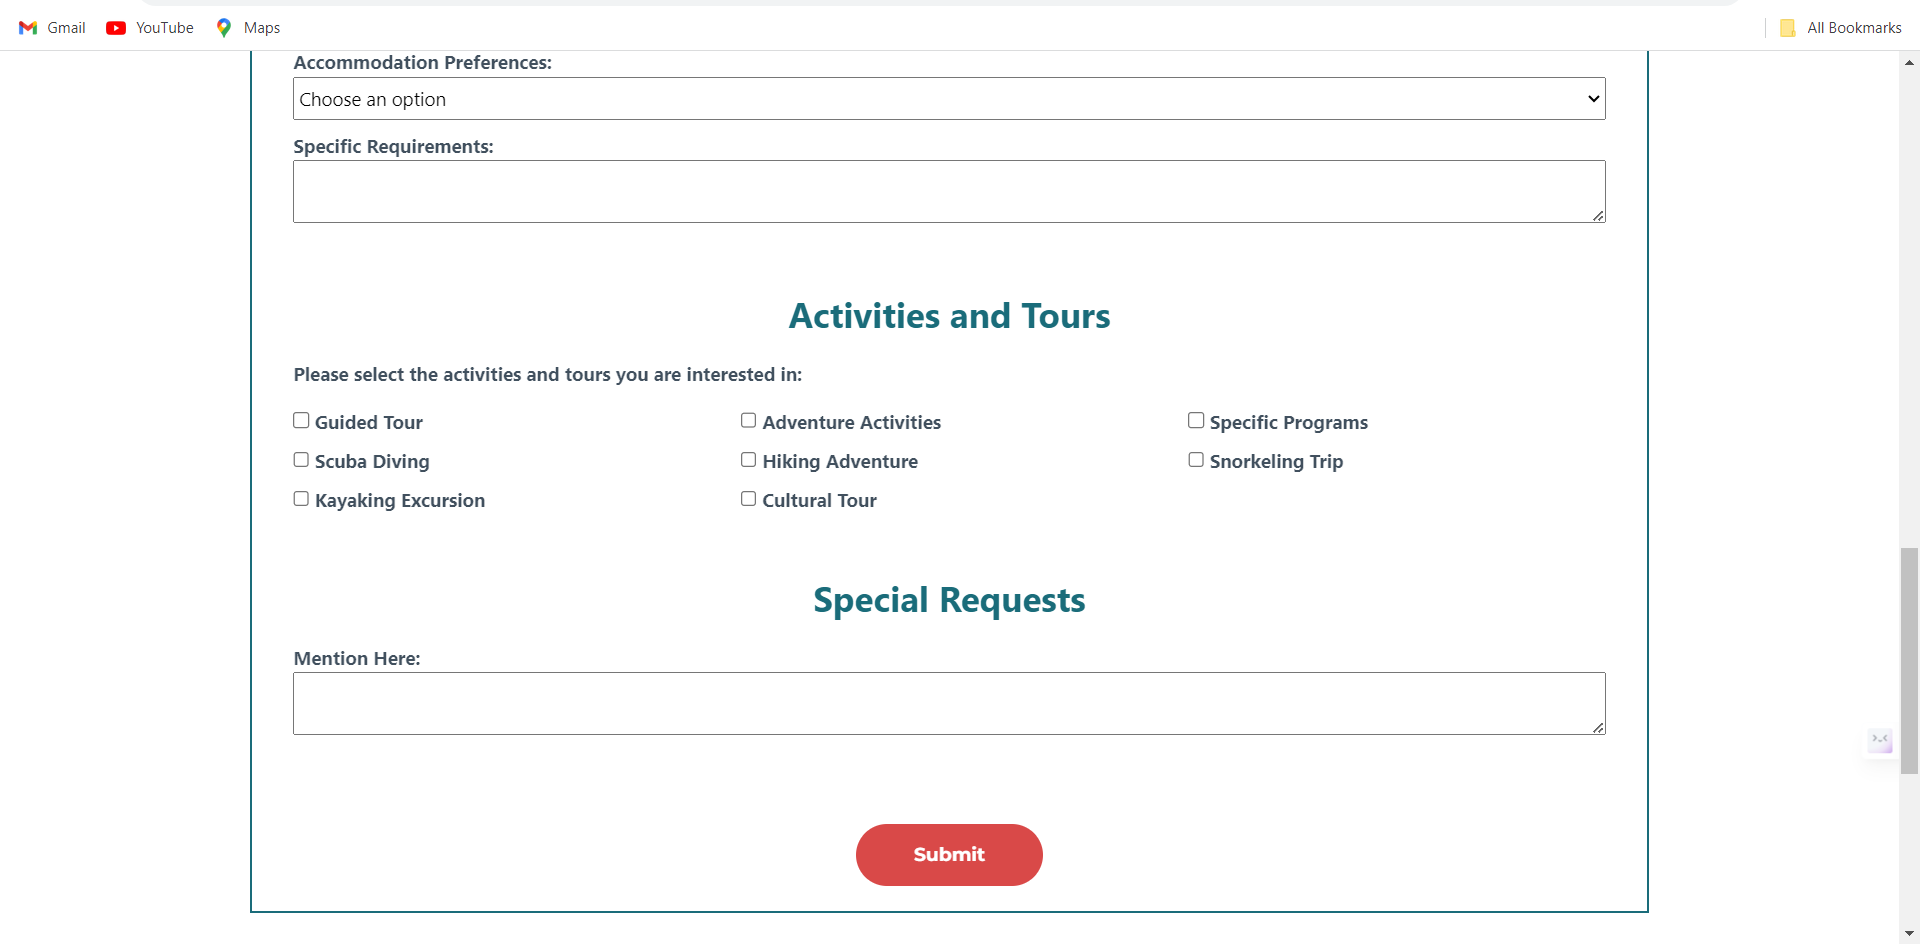 Gmail YouTube Maps All Bookmarks
Accommodation Preferences:
Choose an option
Specific Requirements:
Activities and Tours
Please select the activities and tours you are interested in:
Guided Tour Adventure Activities Specific Programs
Scuba Diving Hiking Adventure Snorkeling Trip
Kayaking Excursion Cultural Tour
Special Requests
Mention Here:
Submit